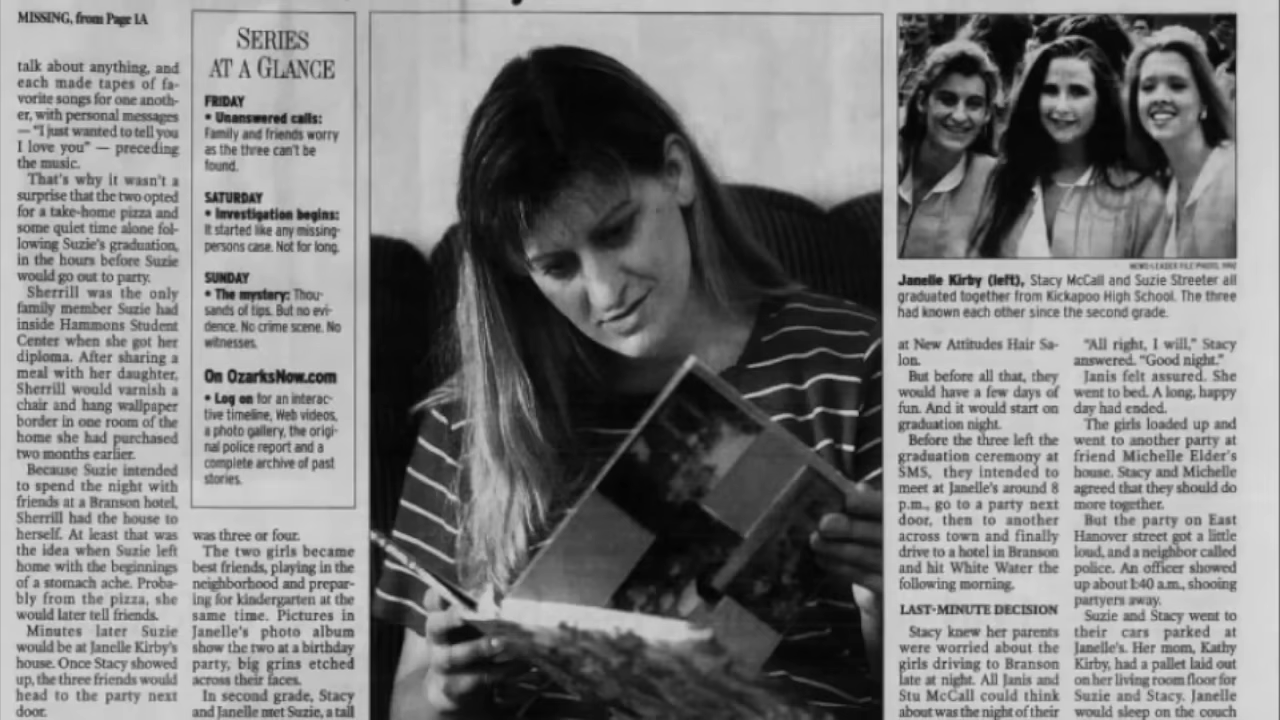 MISSING, from Page 1A
talk about anything, and
each made tapes of fa-
vorite songs for one anoth-
er, with personal messages
— "I just wanted to tell you
I love you" — preceding
the music.
That's why it wasn't a
surprise that the two opted
for a take-home pizza and
some quiet time alone fol-
lowing Suzie's graduation,
in the hours before Suzie
would go out to party.
Sherrill was the only
family member Suzie had
inside Hammons Student
Center when she got her
diploma. After sharing a
meal with her daughter,
Sherrill would varnish a
chair and hang wallpaper
border in one room of the
home she had purchased
two months earlier.
Because Suzie intended
to spend the night with
friends at a Branson hotel,
Sherrill had the house to
herself. At least that was
the idea when Suzie left
home with the beginnings
of a stomach ache. Proba-
bly from the pizza, she
would later tell friends.
Minutes later Suzie
would be at Janelle Kirby's
house. Once Stacy showed
up, the three friends would
head to the party next
door.
SERIES
AT A GLANCE
FRIDAY
• Unanswered calls:
Family and friends worry
as the three can't be
found.
SATURDAY
• Investigation begins:
It started like any missing-
persons case. Not for long.
SUNDAY
• The mystery: Thou-
sands of tips. But no evi-
dence. No crime scene. No
witnesses.
On OzarksNow.com
• Log on for an interac-
tive timeline, Web videos,
a photo gallery, the origi-
nal police report and a
complete archive of past
stories.
was three or four.
The two girls became
best friends, playing in the
neighborhood and prepar-
ing for kindergarten at the
same time. Pictures in
Janelle's photo album
show the two at a birthday
party, big grins etched
across their faces.
In second grade, Stacy
and Janelle met Suzie, a tall
NEWS-LEADER FILE PHOTO, 1992
Janelle Kirby (left), Stacy McCall and Suzie Streeter all
graduated together from Kickapoo High School. The three
had known each other since the second grade.
at New Attitudes Hair Sa-
lon.
But before all that, they
would have a few days of
fun. And it would start on
graduation night.
Before the three left the
graduation ceremony at
SMS, they intended to
meet at Janelle's around 8
p.m., go to a party next
door, then to another
across town and finally
drive to a hotel in Branson
and hit White Water the
following morning.
LAST-MINUTE DECISION
Stacy knew her parents
were worried about the
girls driving to Branson
late at night. All Janis and
Stu McCall could think
about was the night of their
"All right, I will," Stacy
answered. "Good night."
Janis felt assured. She
went to bed. A long, happy
day had ended.
The girls loaded up and
went to another party at
friend Michelle Elder's
house. Stacy and Michelle
agreed that they should do
more together.
But the party on East
Hanover street got a little
loud, and a neighbor called
police. An officer showed
up about 1:40 a.m., shooing
partyers away.
Suzie and Stacy went to
their cars parked at
Janelle's. Her mom, Kathy
Kirby, had a pallet laid out
on her living room floor for
Suzie and Stacy. Janelle
would sleep on the couch